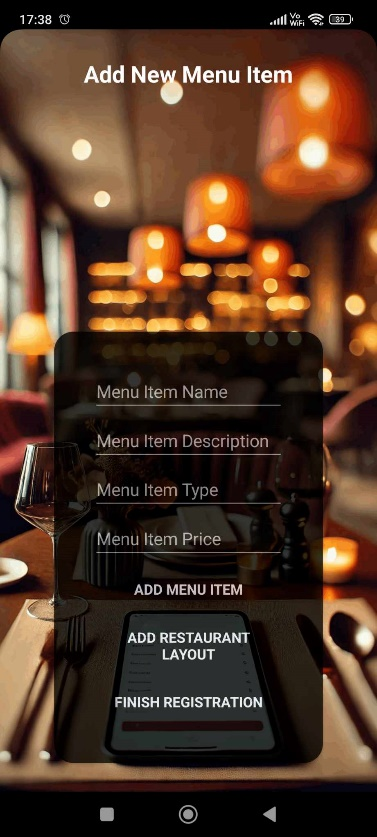 17:38
Vo
WiFi
39
Add New Menu Item
Menu Item Name
Menu Item Description
Menu Item Type
Menu Item Price
ADD MENU ITEM
ADD RESTAURANT
LAYOUT
FINISH REGISTRATION